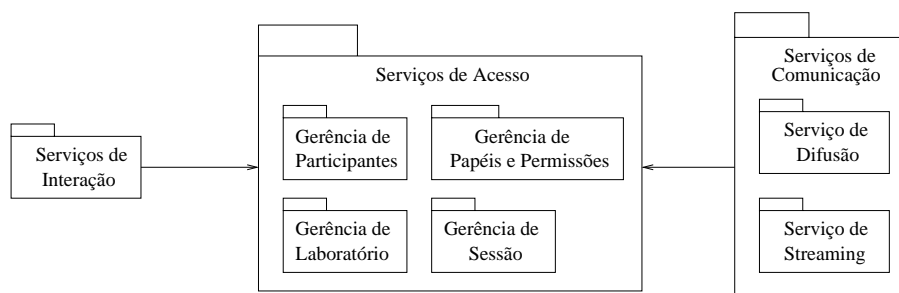 Serviços de
Interação
Serviços de Acesso
Gerência de
Participantes
Gerência de
Papéis e Permissões
Gerência de
Laboratório
Gerência de
Sessão
Serviços de
Comunicação
Serviço de
Difusão
Serviço de
Streaming